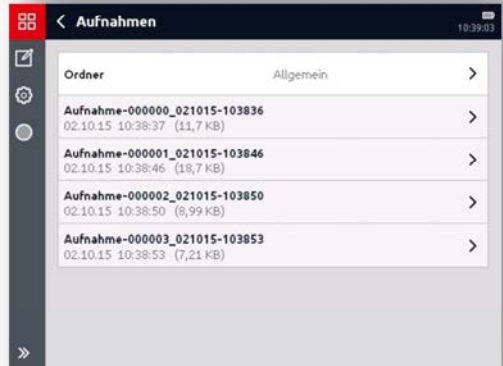 Aufnahmen
10:39:03
Ordner Allgemein
Aufnahme-000000_021015-103836
02.10.15 10:38:37 (11,7 KB)
Aufnahme-000001_021015-103846
02.10.15 10:38:46 (18,7 KB)
Aufnahme-000002_021015-103850
02.10.15 10:38:50 (8,99 KB)
Aufnahme-000003_021015-103853
02.10.15 10:38:53 (7,21 KB)